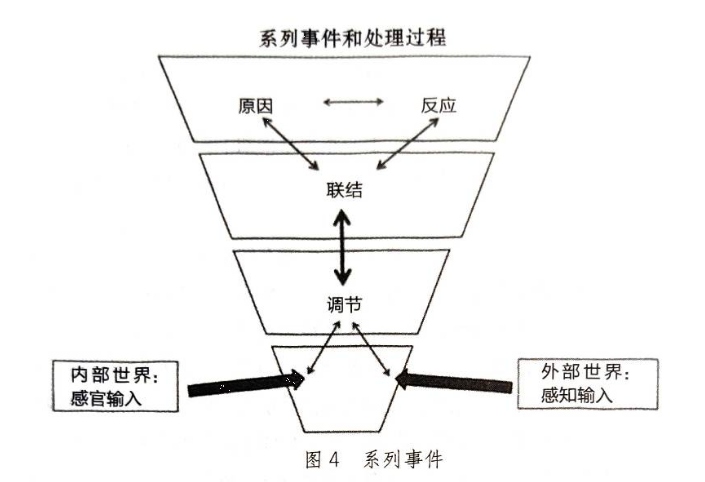 系列事件和处理过程
原因
反应
联结
调节
内部世界：
感官输入
外部世界：
感知输入
图4 系列事件